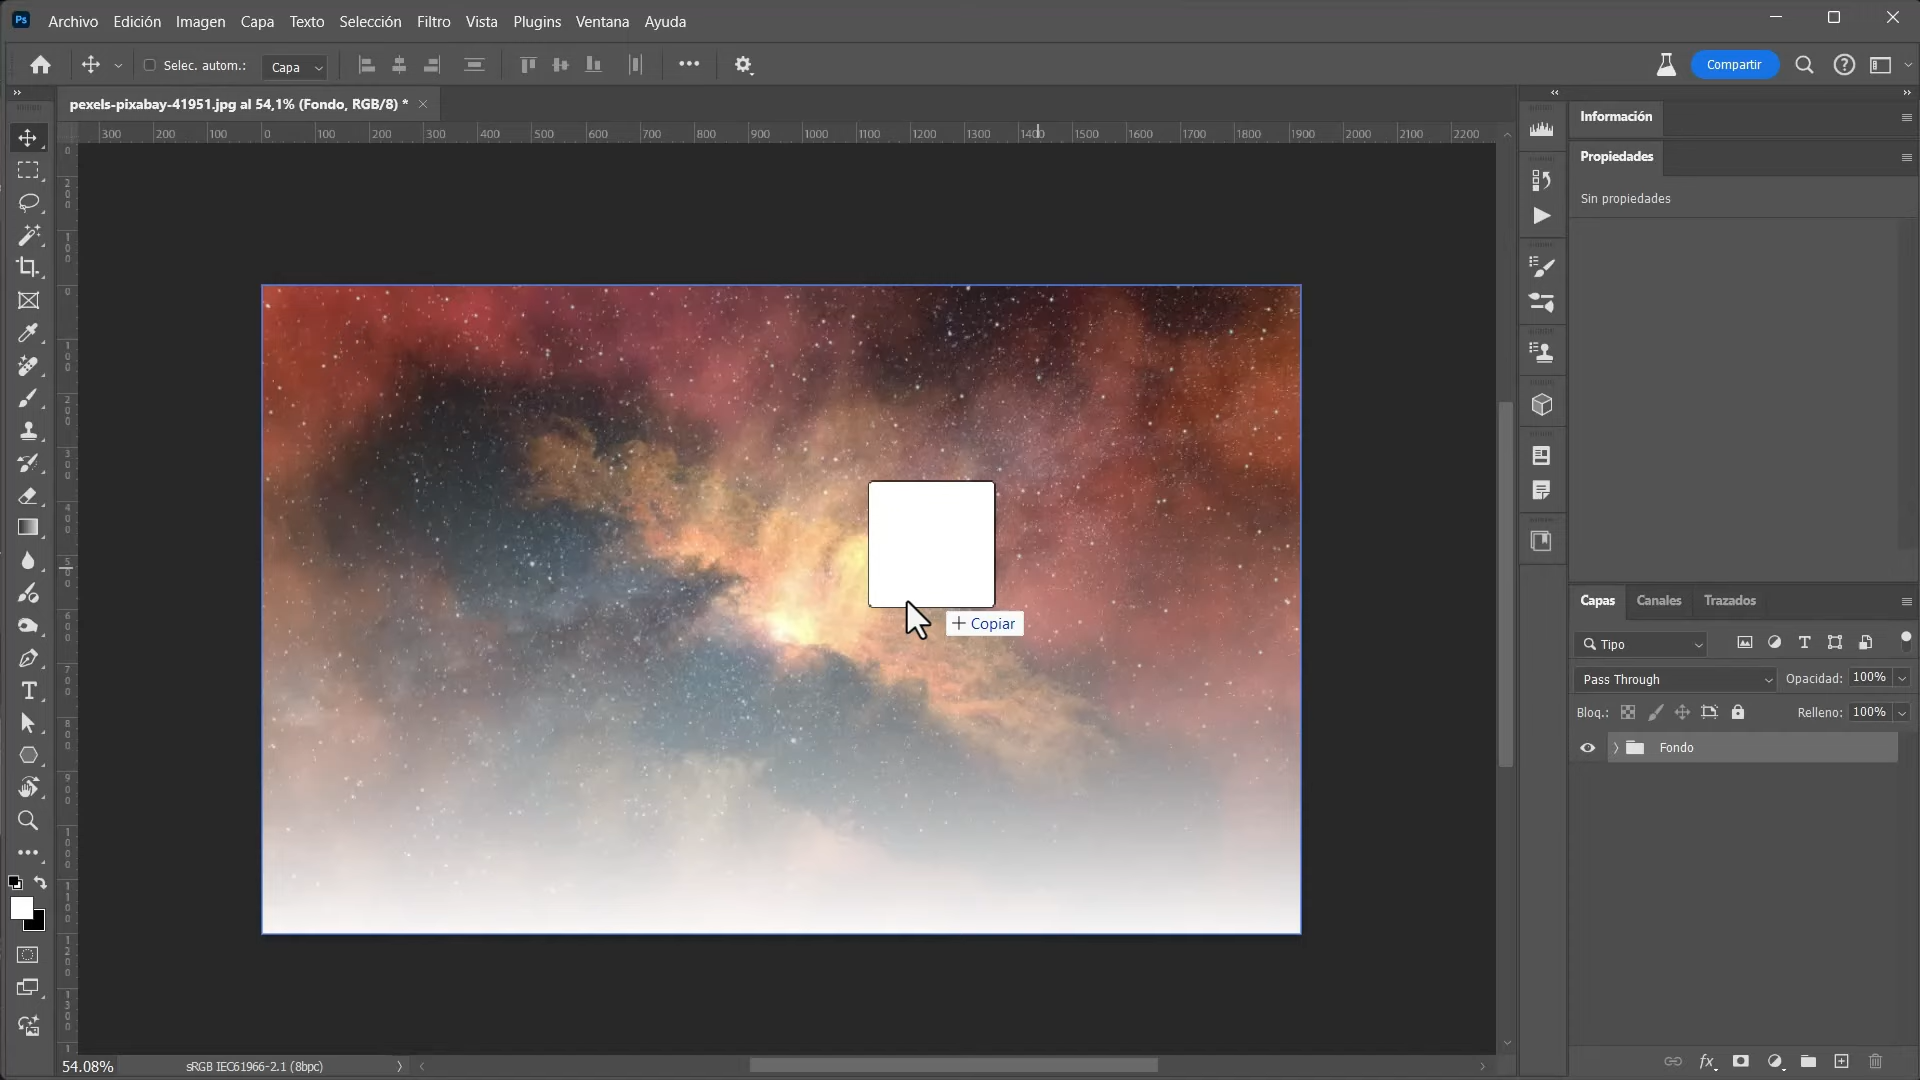 Ps Archivo Edición Imagen Capa Texto Selección Filtro Vista Plugins Ventana Ayuda
Selec. autom.: Capa Compartir
pexels-pixabay-41951.jpg al 54,1% (Fondo, RGB/8) *
300 200 100 0 100 200 300 400 500 600 700 800 900 1000 1100 1200 1300 1400 1500 1600 1700 1800 1900 2000 2100 2200
Información
Propiedades
Sin propiedades
Copiar
Capas Canales Trazados
Tipo
Pass Through Opacidad: 100%
Bloq.: Relleno: 100%
Fondo
54.08% sRGB IEC61966-2.1 (8bpc)
fx